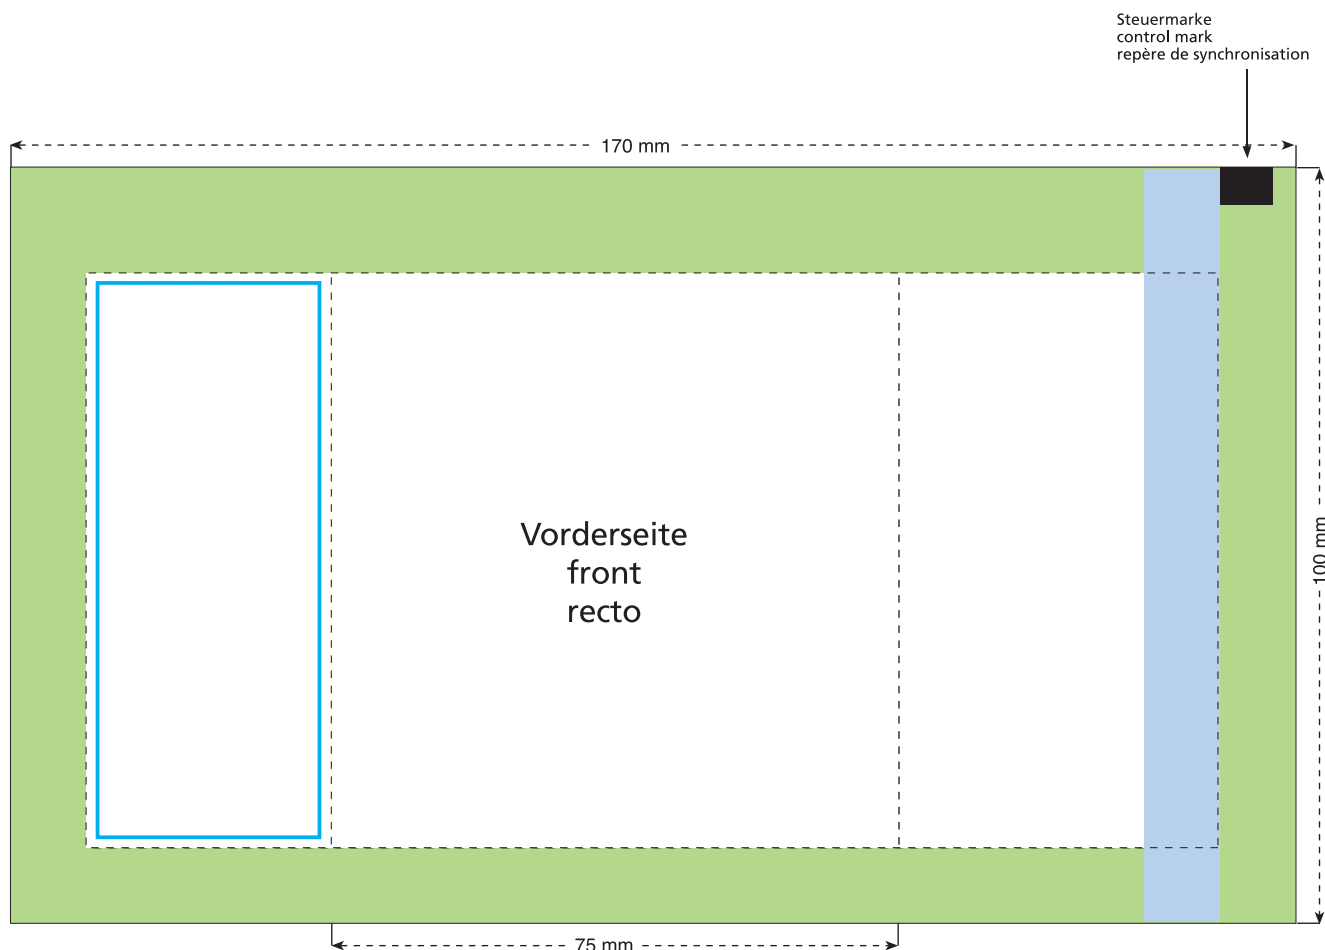 Steuermarke
control mark
repère de synchronisation
170 mm
100 mm
Vorderseite
front
recto
75 mm